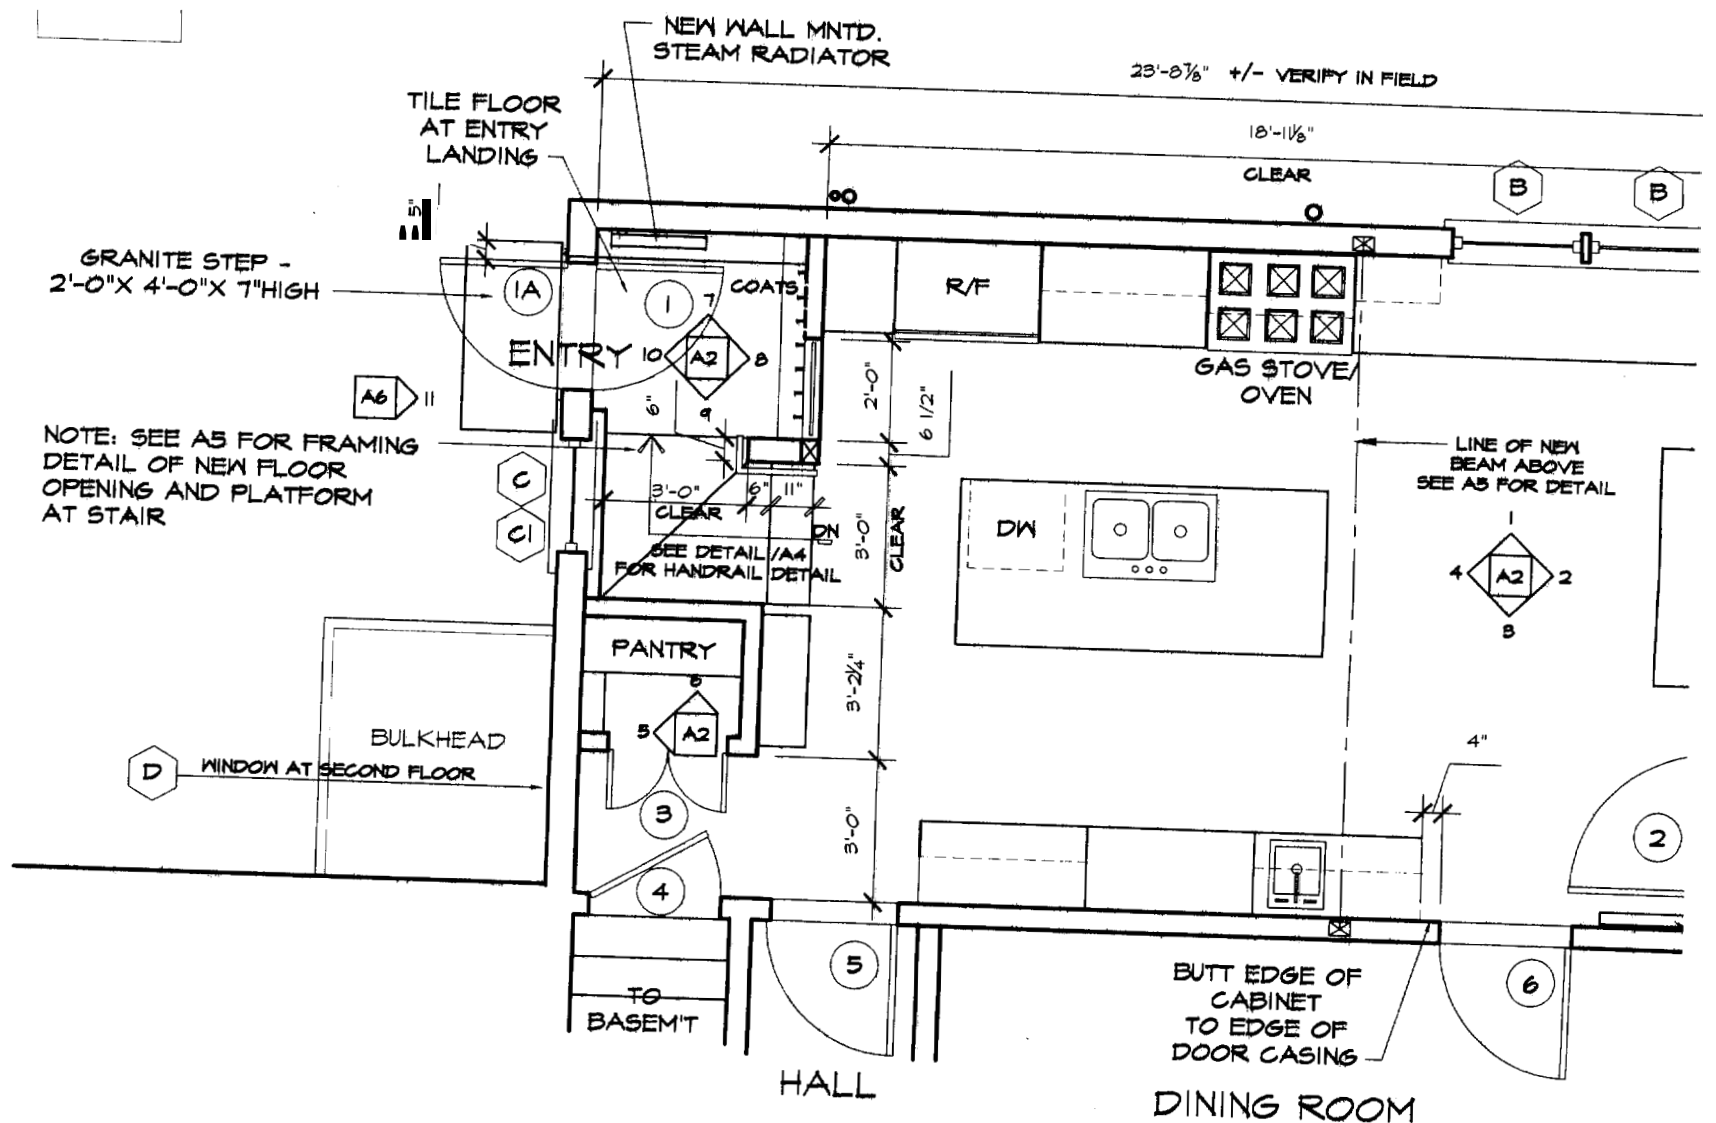 NEW WALL MNTD.
STEAM RADIATOR
23'-8⅞" +/- VERIFY IN FIELD
TILE FLOOR
AT ENTRY
LANDING
18'-11⅛"
CLEAR
B
B
5"
GRANITE STEP -
2'-0"X 4'-0"X 7"HIGH
1A
1
7
COATS
R/F
ENTRY
10
A2
8
9
GAS STOVE/
OVEN
A6
11
6"
2'-0"
6 1/2"
NOTE: SEE A5 FOR FRAMING
DETAIL OF NEW FLOOR
OPENING AND PLATFORM
AT STAIR
LINE OF NEW
BEAM ABOVE
SEE A5 FOR DETAIL
C
C1
3'-0"
CLEAR
6"
11"
DN
3'-0"
CLEAR
SEE DETAIL /A4
FOR HANDRAIL DETAIL
DW
1
4
A2
2
3
PANTRY
6
5
A2
3'-2¼"
BULKHEAD
D
WINDOW AT SECOND FLOOR
4"
3
3'-0"
2
4
5
6
TO
BASEM'T
BUTT EDGE OF
CABINET
TO EDGE OF
DOOR CASING
HALL
DINING ROOM